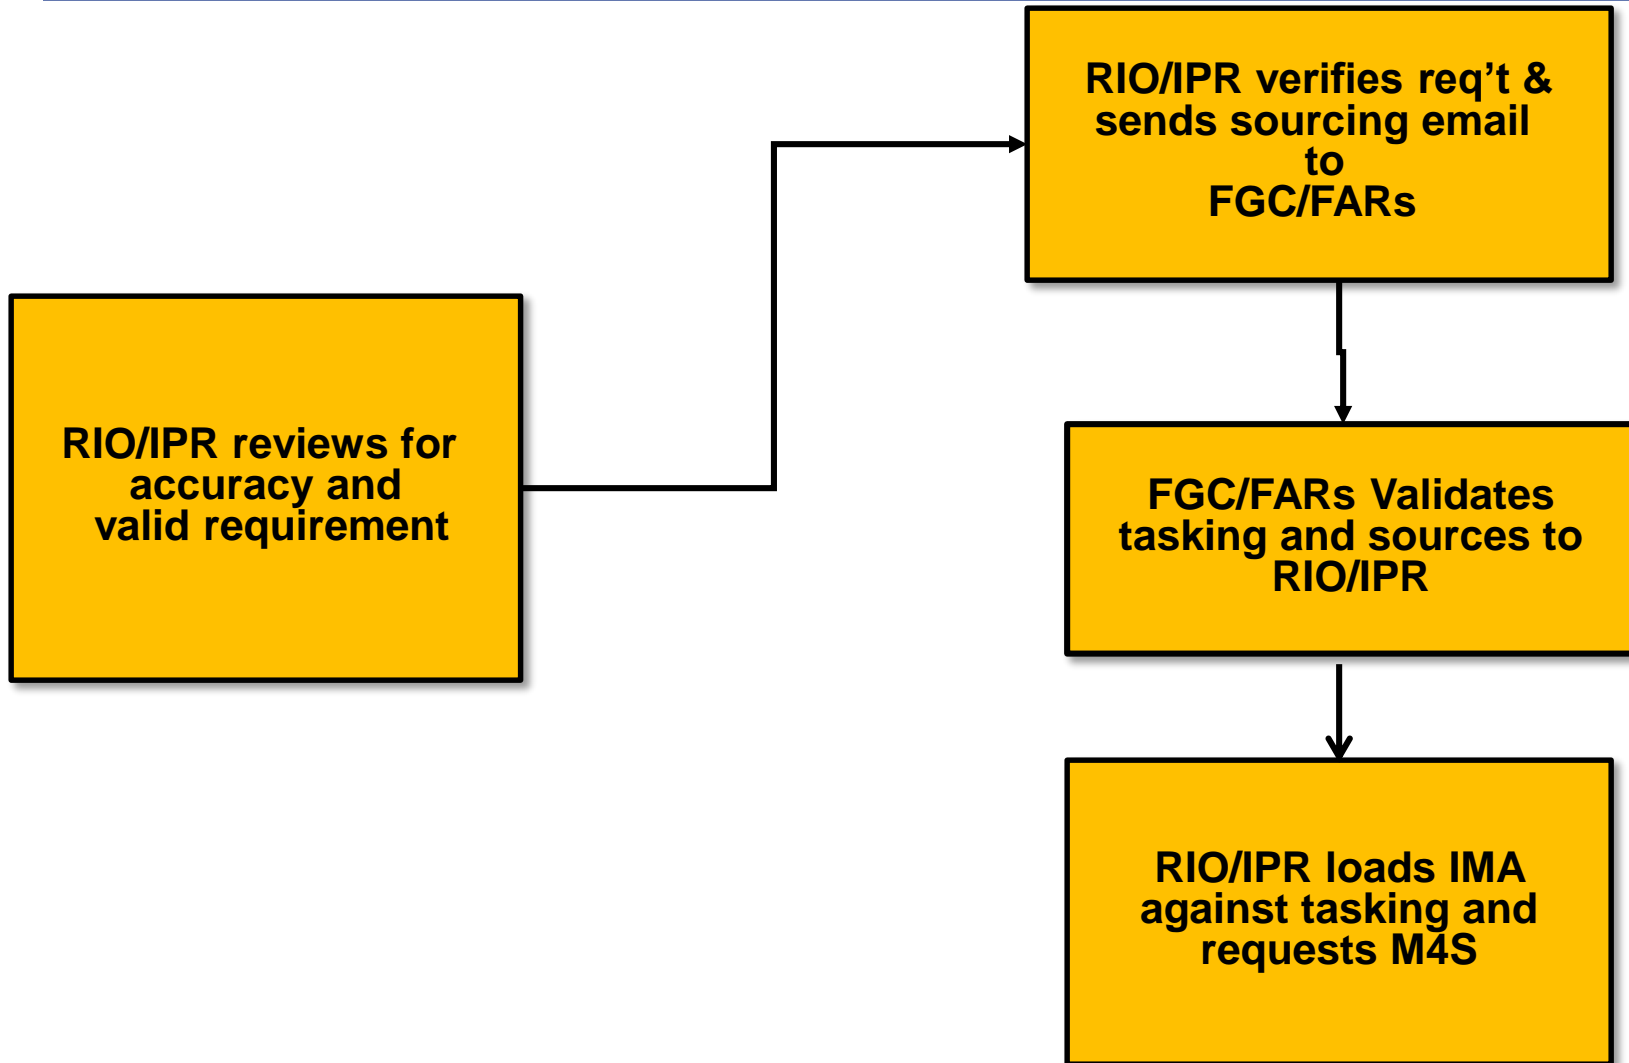 RIO/IPR reviews for
accuracy and
valid requirement
RIO/IPR verifies req’t &
sends sourcing email
to
FGC/FARs
FGC/FARs Validates
tasking and sources to
RIO/IPR
RIO/IPR loads IMA
against tasking and
requests M4S